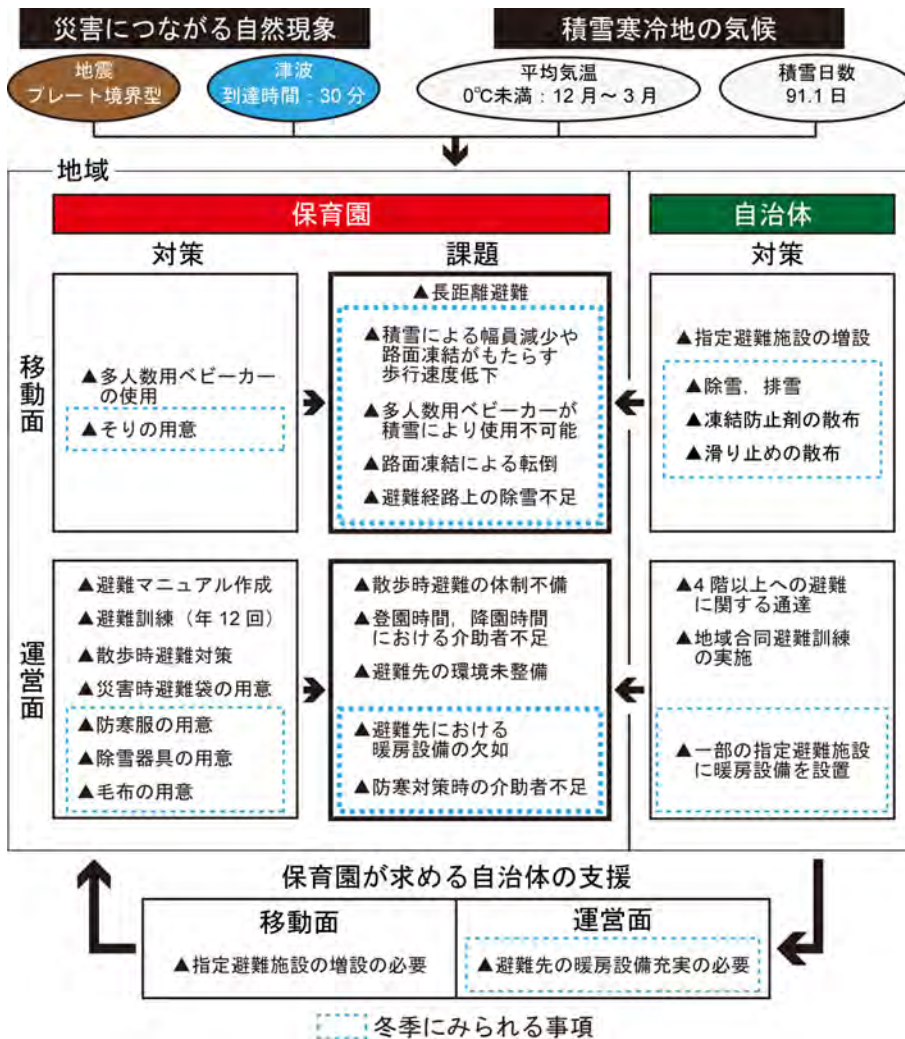 災害につながる自然現象
積雪寒冷地の気候
地震
プレート境界型
津波
到達時間：30 分
平均気温
0℃未満：12 月～ 3 月
積雪日数
91.1 日
地域
保育園
自治体
対策
課題
対策
移動面
▲多人数用ベビーカー
の使用
▲そりの用意
▲長距離避難
▲積雪による幅員減少や
路面凍結がもたらす
歩行速度低下
▲多人数用ベビーカーが
積雪により使用不可能
▲路面凍結による転倒
▲避難経路上の除雪不足
▲指定避難施設の増設
▲除雪，排雪
▲凍結防止剤の散布
▲滑り止めの散布
運営面
▲避難マニュアル作成
▲避難訓練（年 12 回）
▲散歩時避難対策
▲災害時避難袋の用意
▲防寒服の用意
▲除雪器具の用意
▲毛布の用意
▲散歩時避難の体制不備
▲登園時間，降園時間
における介助者不足
▲避難先の環境未整備
▲避難先における
暖房設備の欠如
▲防寒対策時の介助者不足
▲4 階以上への避難
に関する通達
▲地域合同避難訓練
の実施
▲一部の指定避難施設
に暖房設備を設置
保育園が求める自治体の支援
移動面
運営面
▲指定避難施設の増設の必要
▲避難先の暖房設備充実の必要
冬季にみられる事項